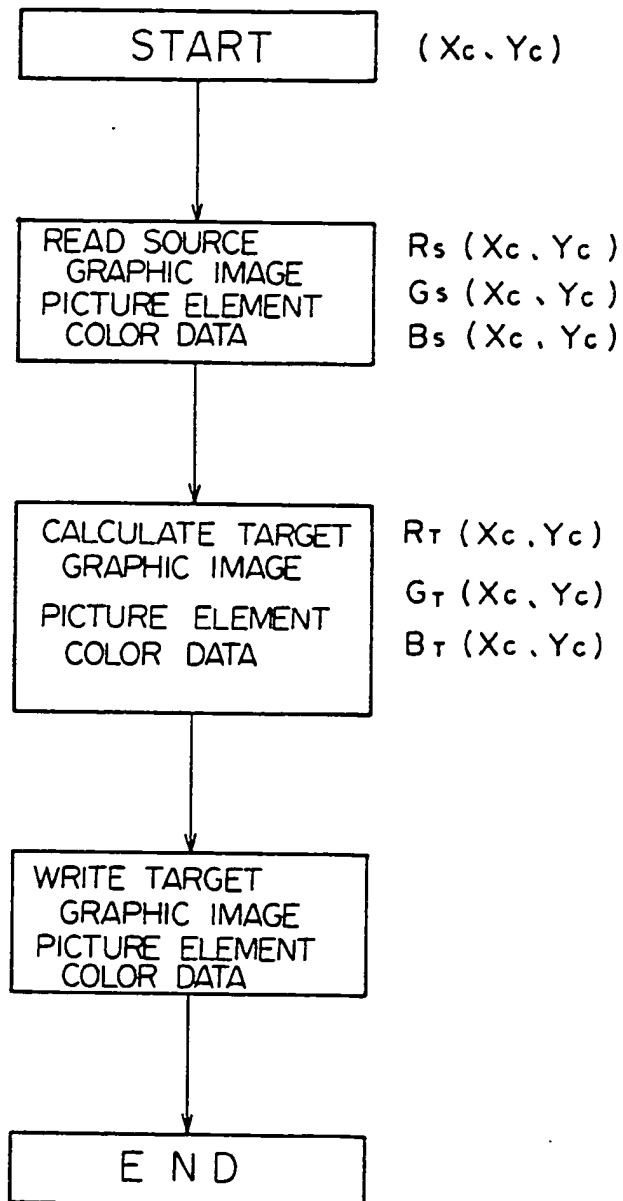 START (Xc、Yc)
READ SOURCE Rs (Xc、Yc)
GRAPHIC IMAGE Gs (Xc、Yc)
PICTURE ELEMENT Bs (Xc、Yc)
COLOR DATA
CALCULATE TARGET RT (Xc、Yc)
GRAPHIC IMAGE GT (Xc、Yc)
PICTURE ELEMENT BT (Xc、Yc)
COLOR DATA
WRITE TARGET
GRAPHIC IMAGE
PICTURE ELEMENT
COLOR DATA
END